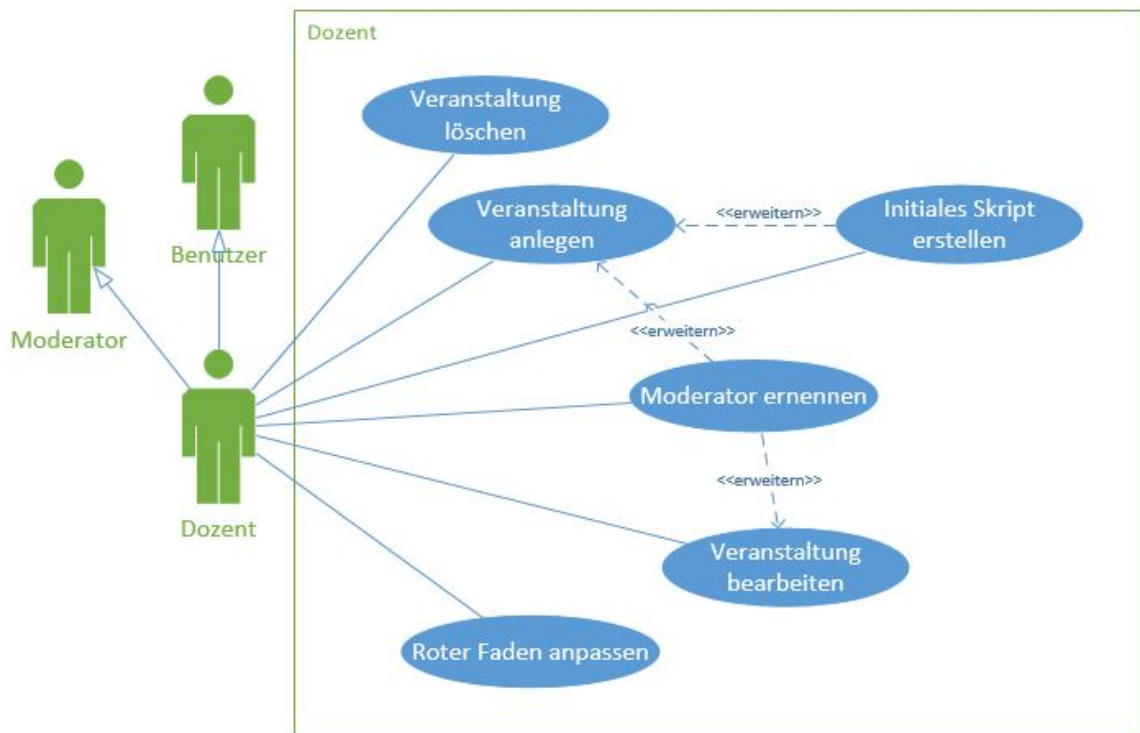 Dozent
Veranstaltung
löschen
Veranstaltung
anlegen
<<erweitern>>
Initiales Skript
erstellen
Benutzer
Moderator
<<erweitern>>
Moderator ernennen
<<erweitern>>
Dozent
Veranstaltung
bearbeiten
Roter Faden anpassen